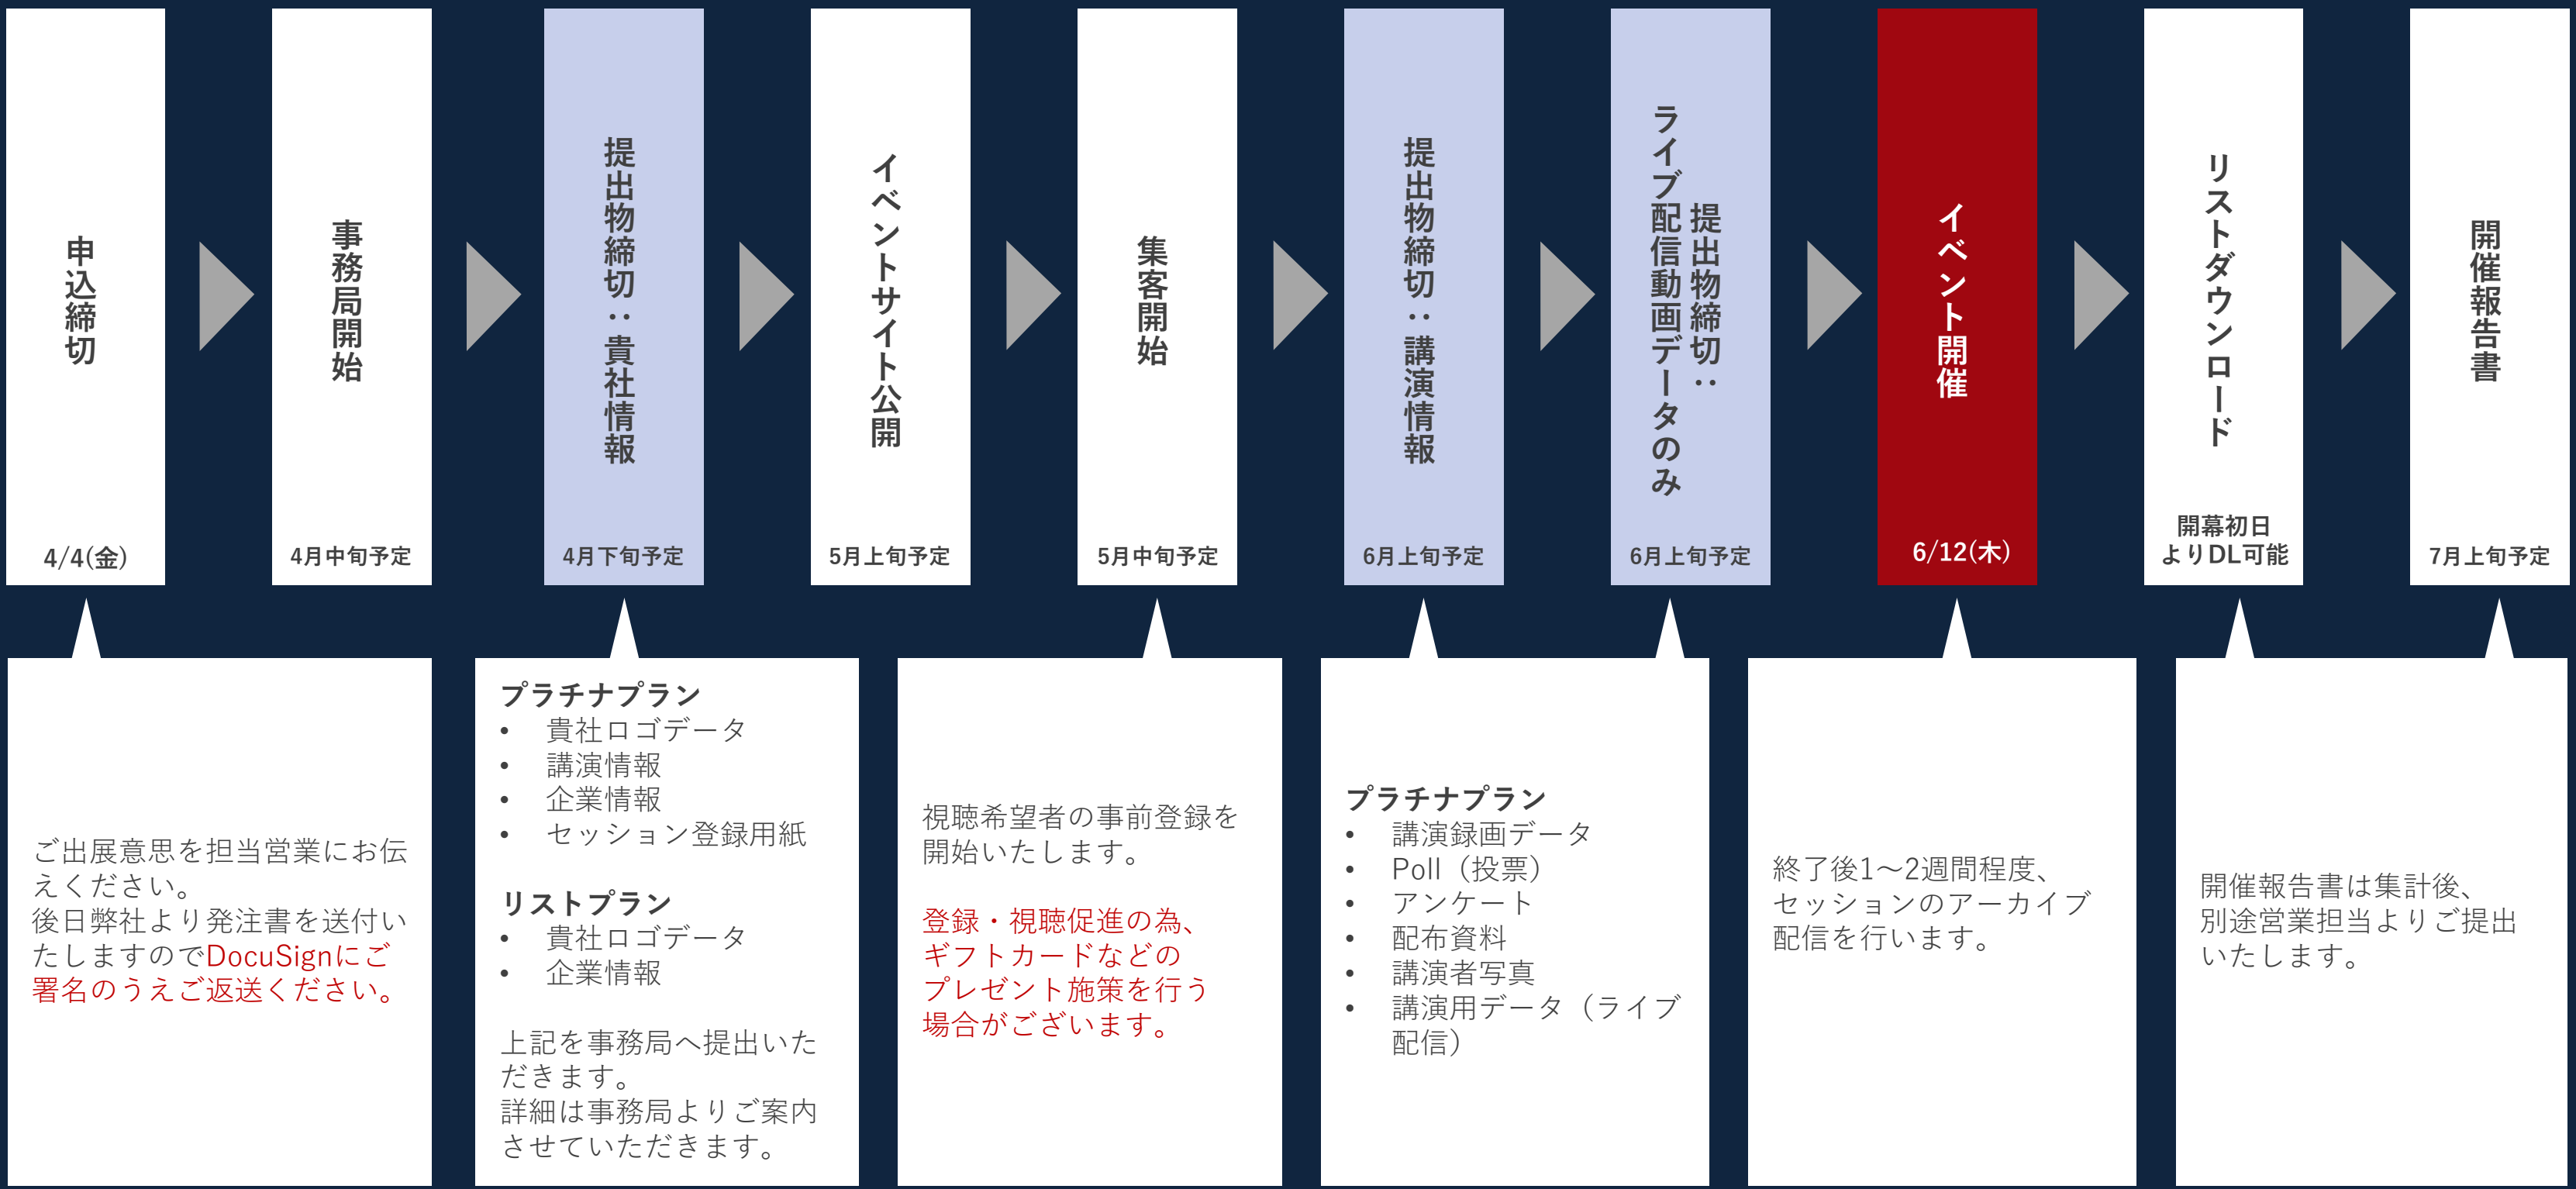 申込締切
4/4(金)
事務局開始
4月中旬予定
提出物締切：貴社情報
4月下旬予定
イベントサイト公開
5月上旬予定
集客開始
5月中旬予定
提出物締切：講演情報
6月上旬予定
提出物締切：
ライブ配信動画データのみ
6月上旬予定
イベント開催
6/12(木)
リストダウンロード
開幕初日
よりDL可能
開催報告書
7月上旬予定
ご出展意思を担当営業にお伝
えください。
後日弊社より発注書を送付い
たしますのでDocuSignにご
署名のうえご返送ください。
プラチナプラン
• 貴社ロゴデータ
• 講演情報
• 企業情報
• セッション登録用紙
リストプラン
• 貴社ロゴデータ
• 企業情報
上記を事務局へ提出いた
だきます。
詳細は事務局よりご案内
させていただきます。
視聴希望者の事前登録を
開始いたします。
登録・視聴促進の為、
ギフトカードなどの
プレゼント施策を行う
場合がございます。
プラチナプラン
• 講演録画データ
• Poll（投票）
• アンケート
• 配布資料
• 講演者写真
• 講演用データ（ライブ
配信）
終了後1～2週間程度、
セッションのアーカイブ
配信を行います。
開催報告書は集計後、
別途営業担当よりご提出
いたします。